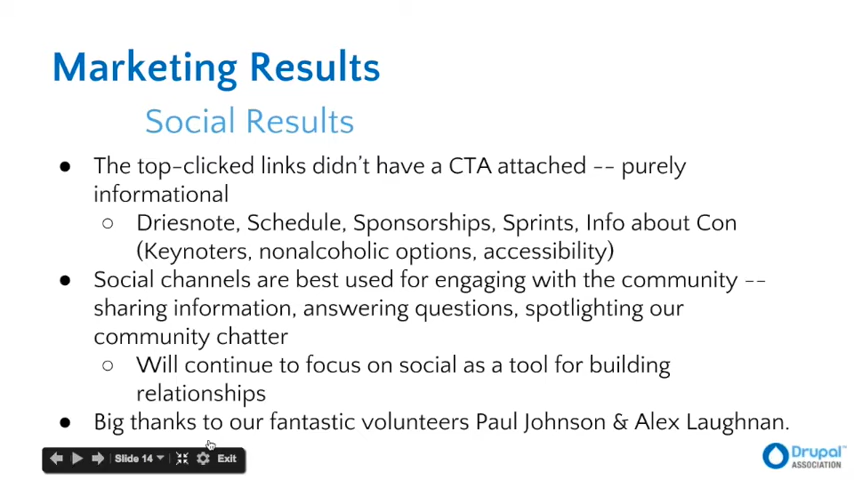 Marketing Results
Social Results
● The top-clicked links didn't have a CTA attached -- purely
informational
○ Driesnote, Schedule, Sponsorships, Sprints, Info about Con
(Keynoters, nonalcoholic options, accessibility)
● Social channels are best used for engaging with the community --
sharing information, answering questions, spotlighting our
community chatter
○ Will continue to focus on social as a tool for building
relationships
● Big thanks to our fantastic volunteers Paul Johnson & Alex Laughnan.
Slide 14 Exit
Drupal™
ASSOCIATION